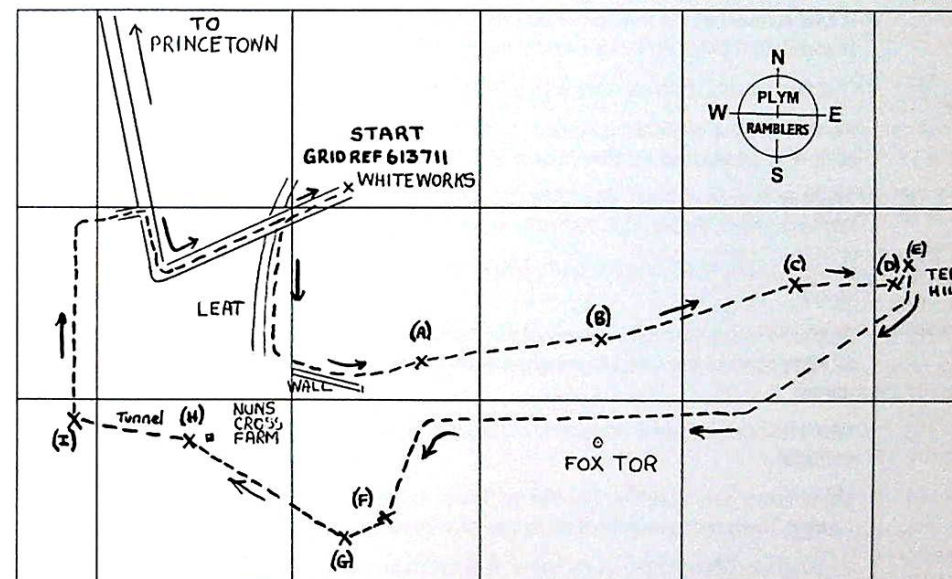 TO
PRINCETOWN
START
GRID REF 613711
WHITEWORKS
N
W
PLYM
RAMBLERS
E
S
LEAT
(A)
(B)
(C)
(D)
(E)
WALL
(I)
Tunnel
(H)
NUNS
CROSS
FARM
FOX TOR
(F)
(G)